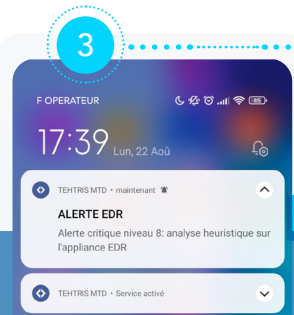 3
F OPERATEUR
85
17:39 Lun, 22 Aoû
TEHTRIS MTD • maintenant
ALERTE EDR
Alerte critique niveau 8: analyse heuristique sur
l'appliance EDR
TEHTRIS MTD • Service activé